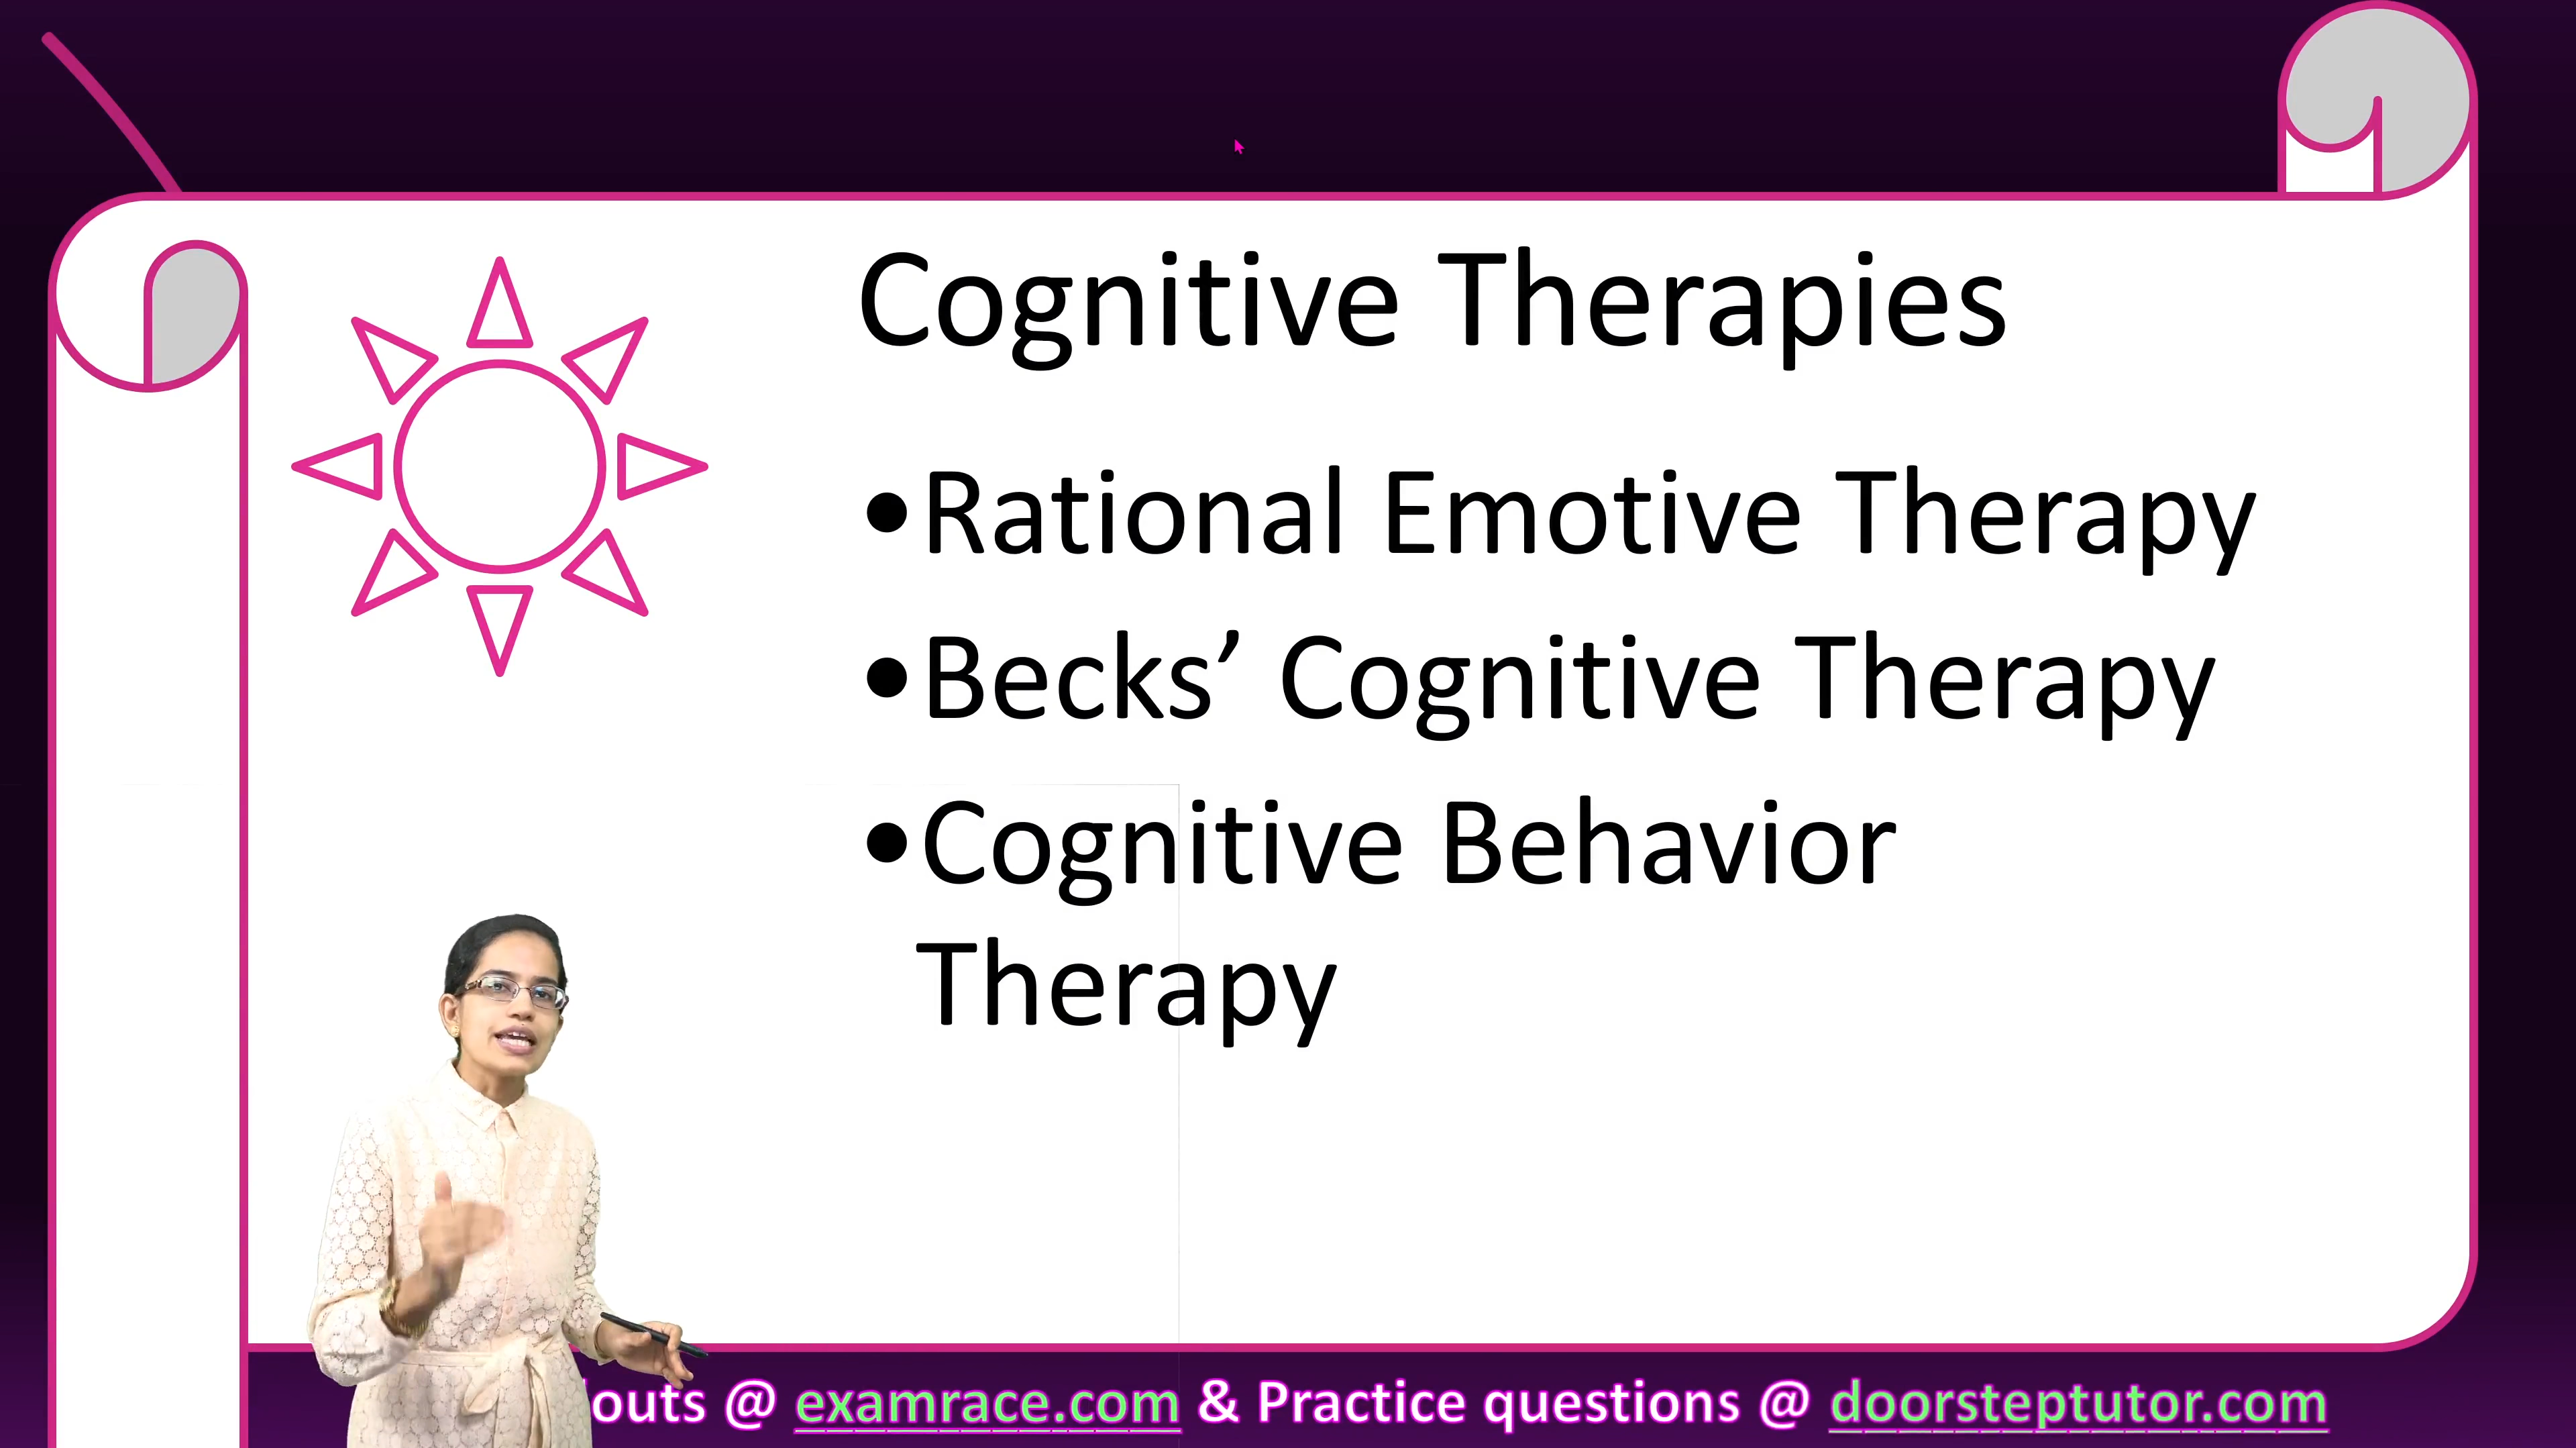 Cognitive Therapies
•Rational Emotive Therapy
•Becks’ Cognitive Therapy
•Cognitive Behavior
Therapy
outs @ examrace.com & Practice questions @ doorsteptutor.com